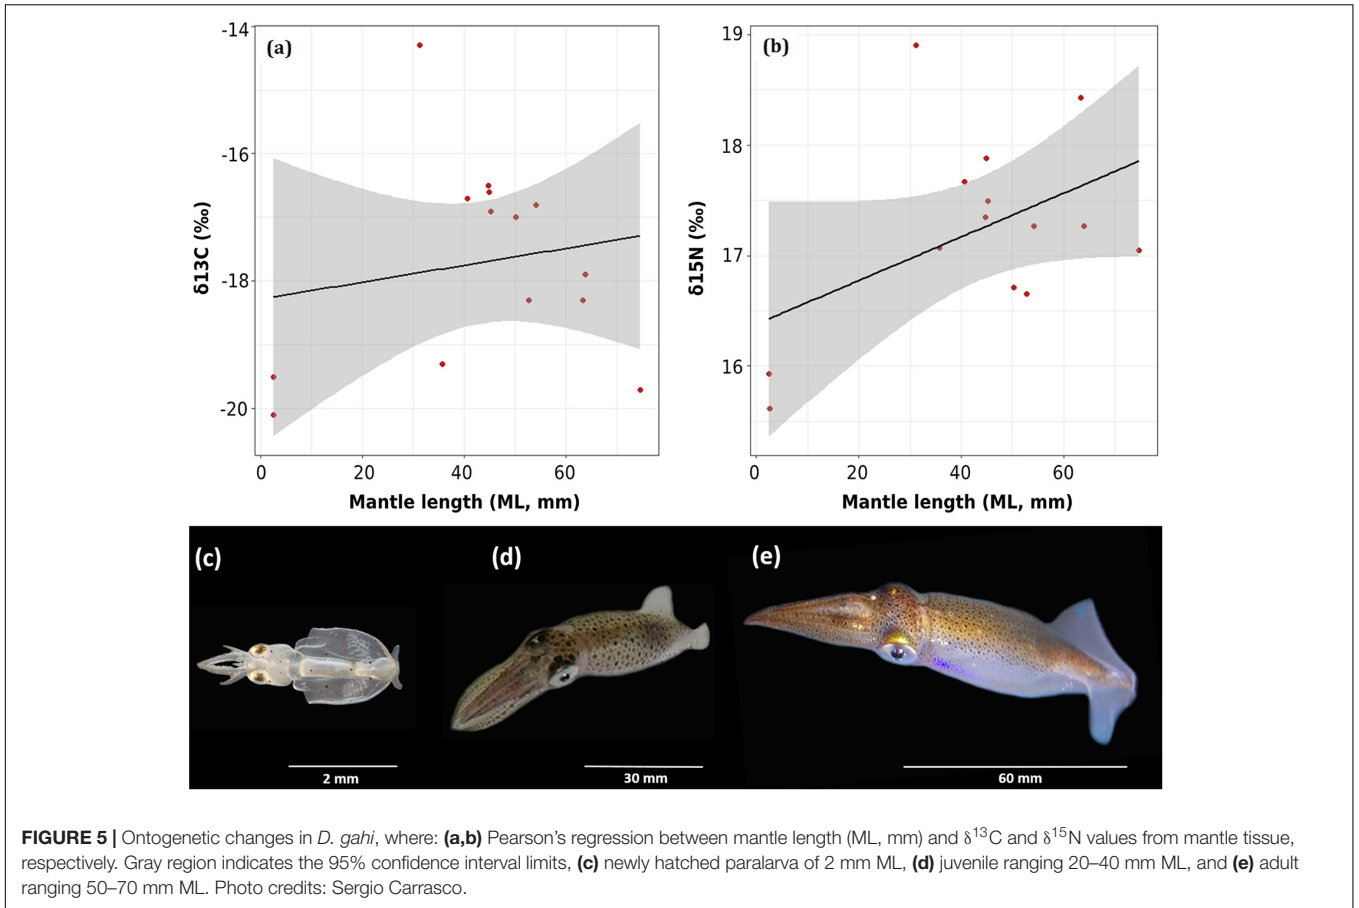 (a)
-14
-16
-18
-20
δ13C (‰)
0 20 40 60
Mantle length (ML, mm)
(b)
19
18
17
16
δ15N (‰)
0 20 40 60
Mantle length (ML, mm)
(c)
2 mm
(d)
30 mm
(e)
60 mm
FIGURE 5 | Ontogenetic changes in D. gahi, where: (a,b) Pearson's regression between mantle length (ML, mm) and δ13C and δ15N values from mantle tissue,
respectively. Gray region indicates the 95% confidence interval limits, (c) newly hatched paralarva of 2 mm ML, (d) juvenile ranging 20–40 mm ML, and (e) adult
ranging 50–70 mm ML. Photo credits: Sergio Carrasco.